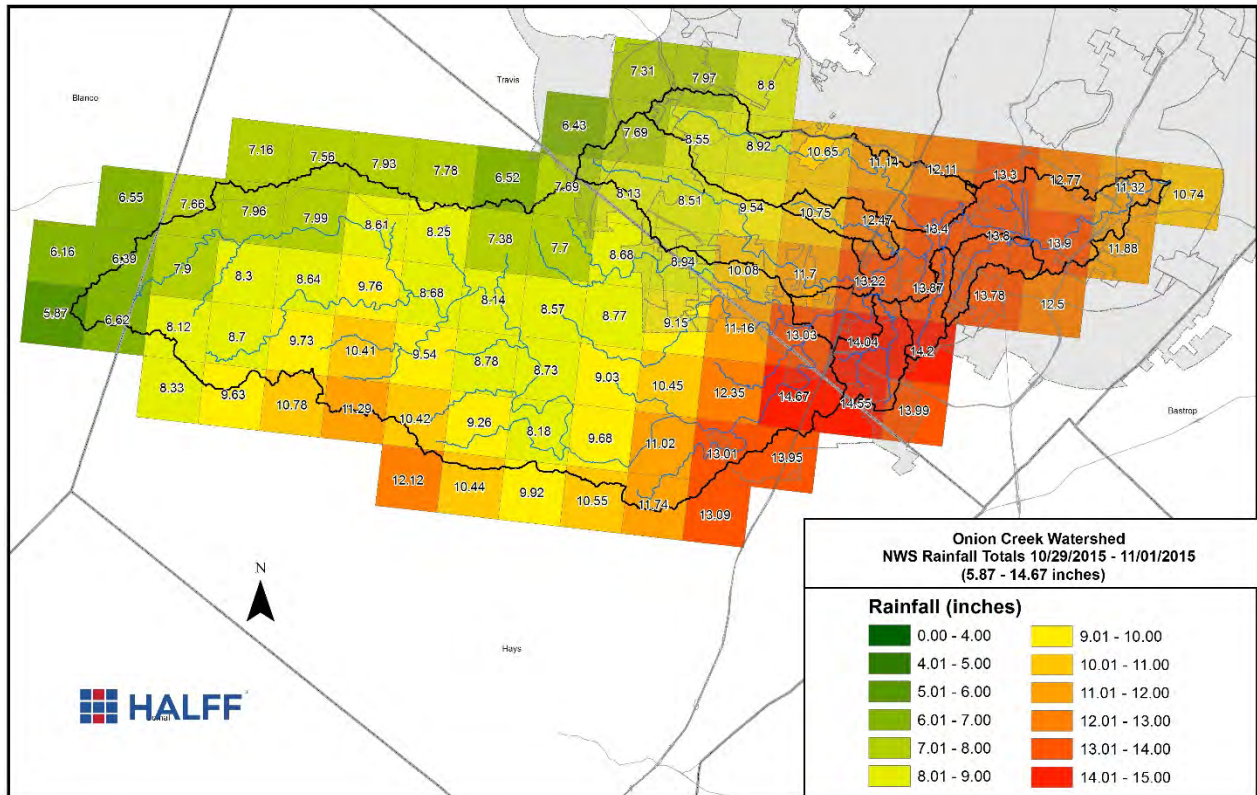 7.31 7.97 8.8
Travis
Blanco
6.43 7.69 8.55 8.92 10.65 11.14 12.11 13.3 12.77 11.32 10.74
7.16 7.56 7.93 7.78 6.52 7.69 8.13 8.51 9.54 10.75 12.47 13.4 13.8 13.9 11.88
6.55 7.66 7.96 7.99 8.61 8.25 7.38 7.7 8.68 8.94 10.08 11.7 13.22 13.87 13.78 12.5
6.16 6.39 7.9 8.3 8.64 9.76 8.68 8.14 8.57 8.77 9.15 11.16 13.03 14.04 14.2
5.87 6.62 8.12 8.7 9.73 10.41 9.54 8.78 8.73 9.03 10.45 12.35 14.67 14.55 13.99
Bastrop
8.33 9.63 10.78 11.29 10.42 9.26 8.18 9.68 11.02 13.01 13.95
12.12 10.44 9.92 10.55 11.74 13.09
N
Hays
HALFF
Onion Creek Watershed
NWS Rainfall Totals 10/29/2015 - 11/01/2015
(5.87 - 14.67 inches)
Rainfall (inches)
0.00 - 4.00
4.01 - 5.00
5.01 - 6.00
6.01 - 7.00
7.01 - 8.00
8.01 - 9.00
9.01 - 10.00
10.01 - 11.00
11.01 - 12.00
12.01 - 13.00
13.01 - 14.00
14.01 - 15.00